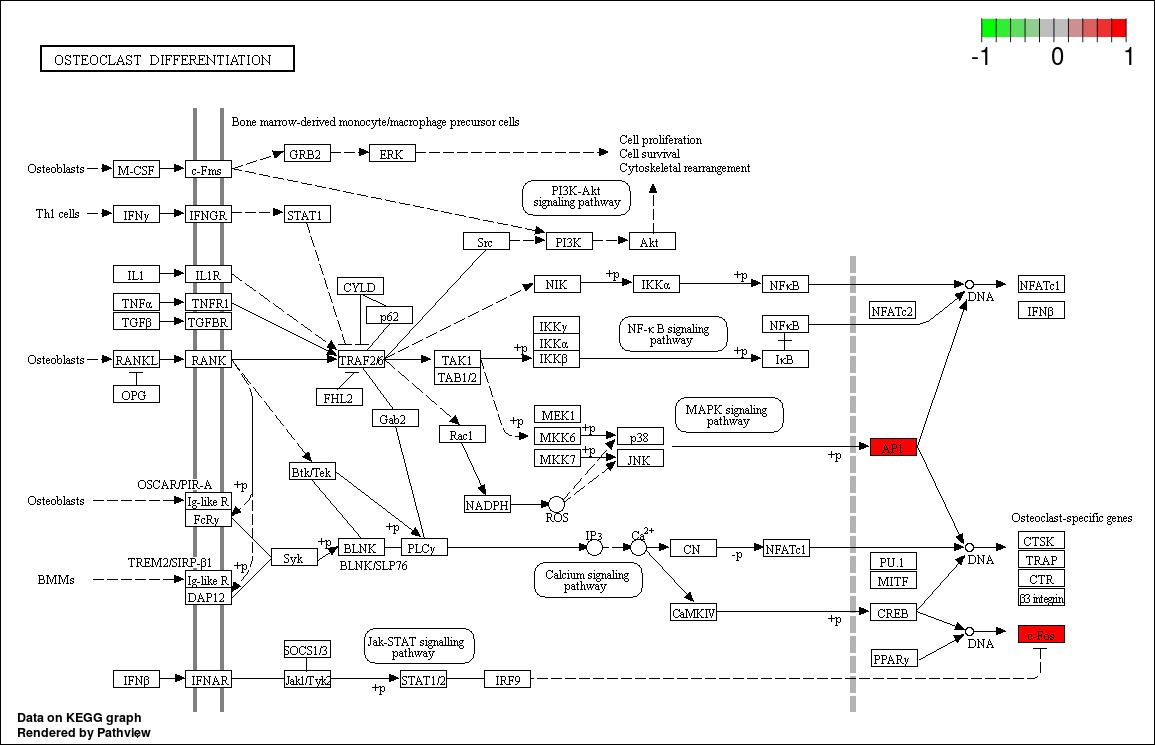 -1 0 1
OSTEOCLAST DIFFERENTIATION
Bone marrow-derived monocyte/macrophage precursor cells
Osteoblasts
M-CSF
c-Fms
GRB2
ERK
Cell proliferation
Cell survival
Cytoskeletal rearrangement
PI3K-Akt
signaling pathway
Th1 cells
IFNγ
IFNGR
STAT1
Src
PI3K
Akt
IL1
IL1R
TNFα
TNFR1
TGFβ
TGFBR
CYLD
p62
NIK
+p
IKKα
+p
NFκB
DNA
NFATc1
IFNβ
NFATc2
IKKγ
IKKα
IKKβ
NF-κ B signaling
pathway
NFκB
IκB
+p
+p
Osteoblasts
RANKL
RANK
OPG
TRAF2/6
FHL2
TAK1
TAB1/2
Gab2
Rac1
+p
MEK1
MKK6
+p
p38
MKK7
+p
JNK
MAPK signaling
pathway
+p
AP1
Btk/Tek
NADPH
ROS
OSCAR/PIR-A
+p
Osteoblasts
Ig-like R
FcRγ
Syk
+p
BLNK
BLNK/SLP76
+p
PLCγ
IP3
Ca2+
CN
-p
NFATc1
DNA
Osteoclast-specific genes
CTSK
TRAP
CTR
β3 integrin
PU.1
MITF
TREM2/SIRP-β1
+p
BMMs
Ig-like R
DAP12
Calcium signaling
pathway
CaMKIV
+p
CREB
DNA
c-Fos
PPARγ
SOCS1/3
Jak-STAT signalling
pathway
IFNβ
IFNAR
Jak1/Tyk2
+p
STAT1/2
IRF9
Data on KEGG graph
Rendered by Pathview